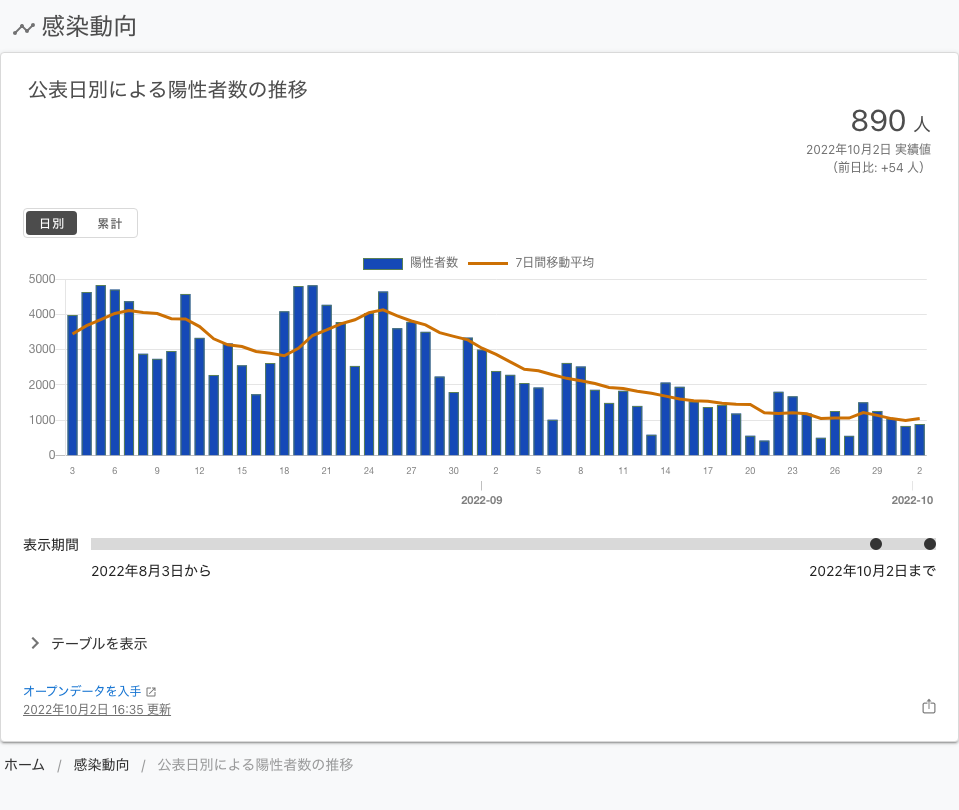 感染動向
公表日別による陽性者数の推移
890 人
2022年10月2日 実績値
（前日比: +54 人）
日別 累計
陽性者数 7日間移動平均
5000
4000
3000
2000
1000
0
3 6 9 12 15 18 21 24 27 30 2 5 8 11 14 17 20 23 26 29 2
2022-09 2022-10
表示期間
2022年8月3日から 2022年10月2日まで
テーブルを表示
オープンデータを入手
2022年10月2日 16:35 更新
ホーム / 感染動向 / 公表日別による陽性者数の推移